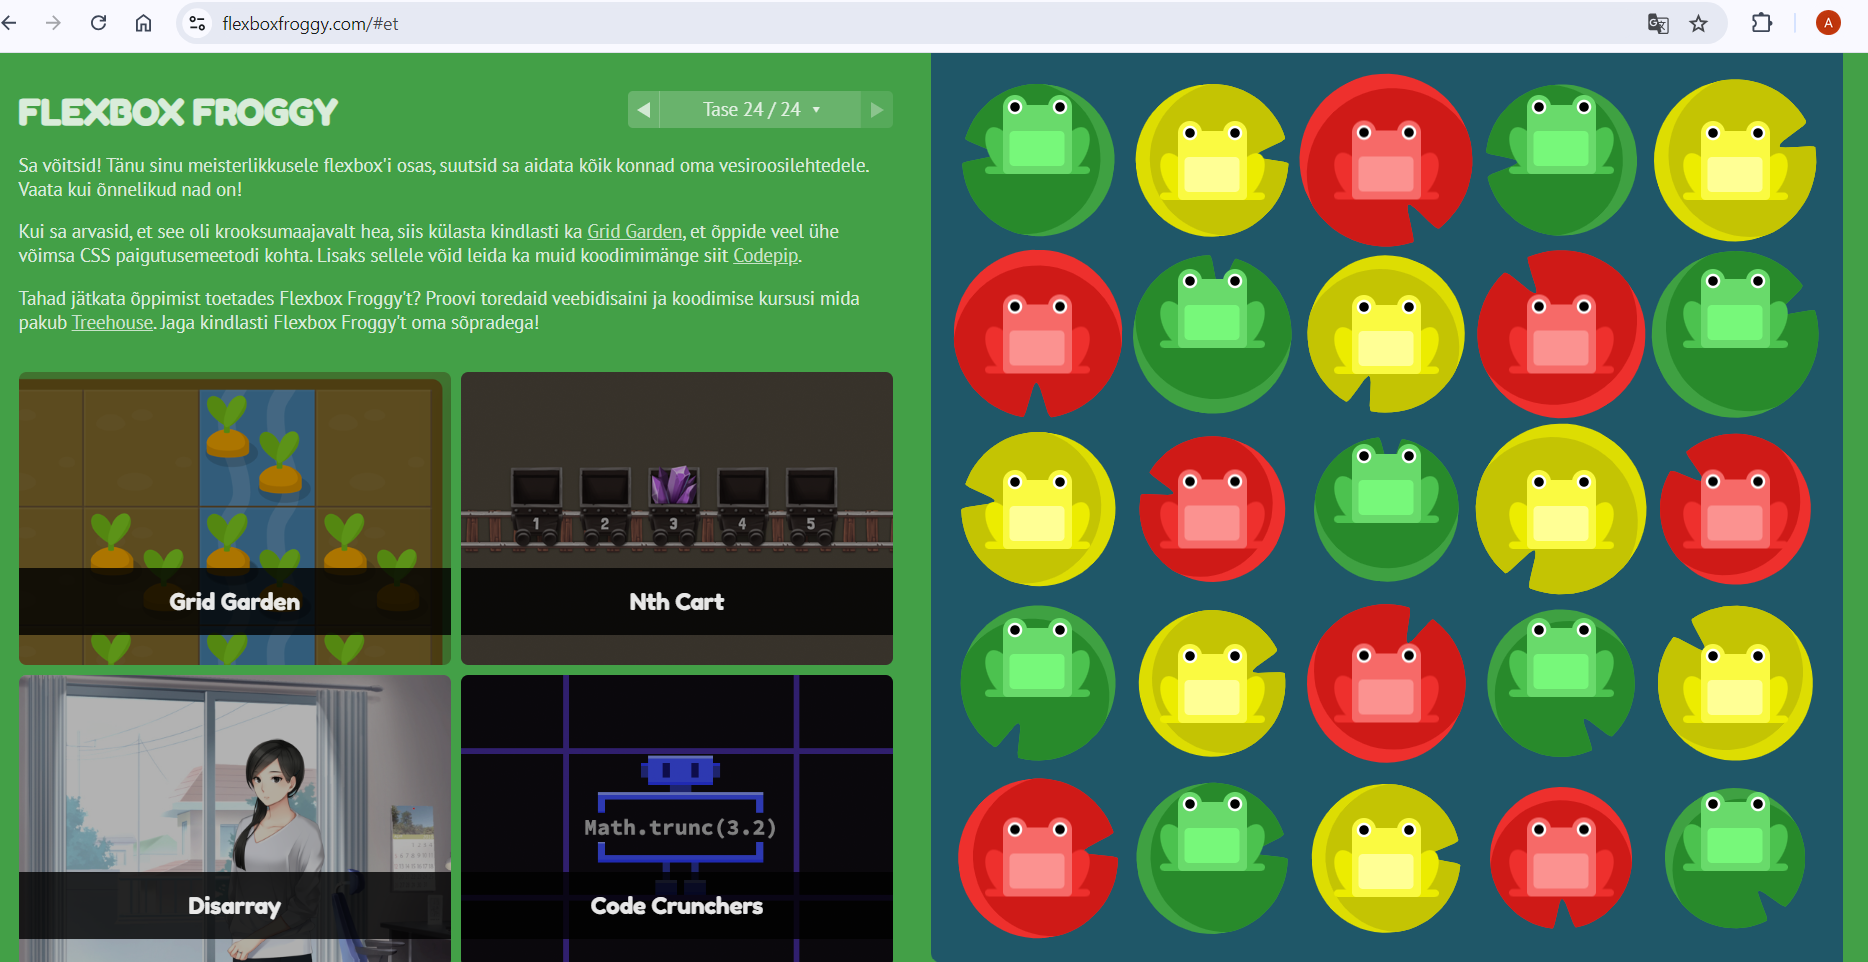 flexboxfroggy.com/#et
A
FLEXBOX FROGGY
Tase 24 / 24
Sa võitsid! Tänu sinu meisterlikkusele flexbox'i osas, suutsid sa aidata kõik konnad oma vesiroosilehtedele.
Vaata kui õnnelikud nad on!
Kui sa arvasid, et see oli krooksumaajavalt hea, siis külasta kindlasti ka Grid Garden, et õppide veel ühe
võimsa CSS paigutusemeetodi kohta. Lisaks sellele võid leida ka muid koodimimänge siit Codepip.
Tahad jätkata õppimist toetades Flexbox Froggy't? Proovi toredaid veebidisaini ja koodimise kursusi mida
pakub Treehouse. Jaga kindlasti Flexbox Froggy't oma sõpradega!
1 2 3 4 5
Grid Garden
Nth Cart
Math.trunc(3.2)
Disarray
Code Crunchers